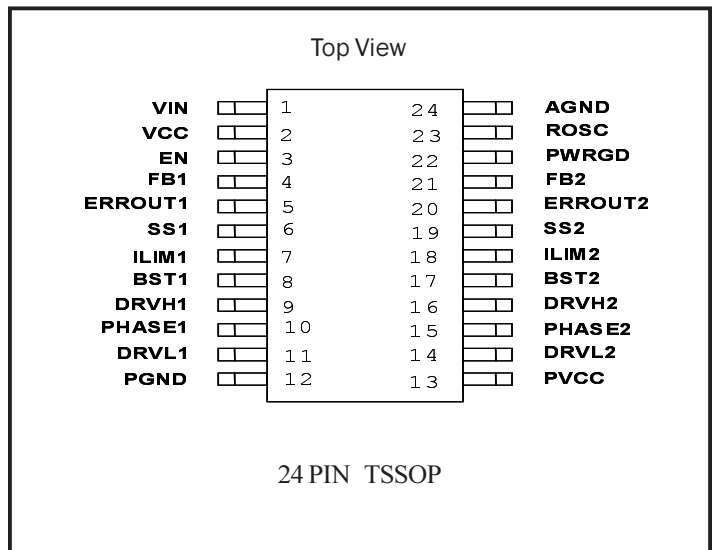 Top View
VIN 1 24 AGND
VCC 2 23 ROSC
EN 3 22 PWRGD
FB1 4 21 FB2
ERROUT1 5 20 ERROUT2
SS1 6 19 SS2
ILIM1 7 18 ILIM2
BST1 8 17 BST2
DRVH1 9 16 DRVH2
PHASE1 10 15 PHASE2
DRVL1 11 14 DRVL2
PGND 12 13 PVCC
24 PIN TSSOP